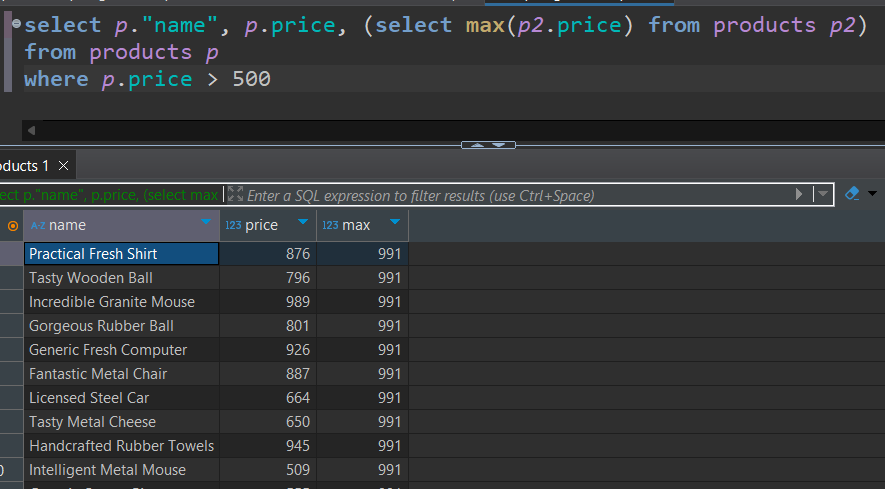 select p."name", p.price, (select max(p2.price) from products p2)
from products p
where p.price > 500
oducts 1
ect p."name", p.price, (select max Enter a SQL expression to filter results (use Ctrl+Space)
A-Z name 123 price 123 max
Practical Fresh Shirt 876 991
Tasty Wooden Ball 796 991
Incredible Granite Mouse 989 991
Gorgeous Rubber Ball 801 991
Generic Fresh Computer 926 991
Fantastic Metal Chair 887 991
Licensed Steel Car 664 991
Tasty Metal Cheese 650 991
Handcrafted Rubber Towels 945 991
0 Intelligent Metal Mouse 509 991